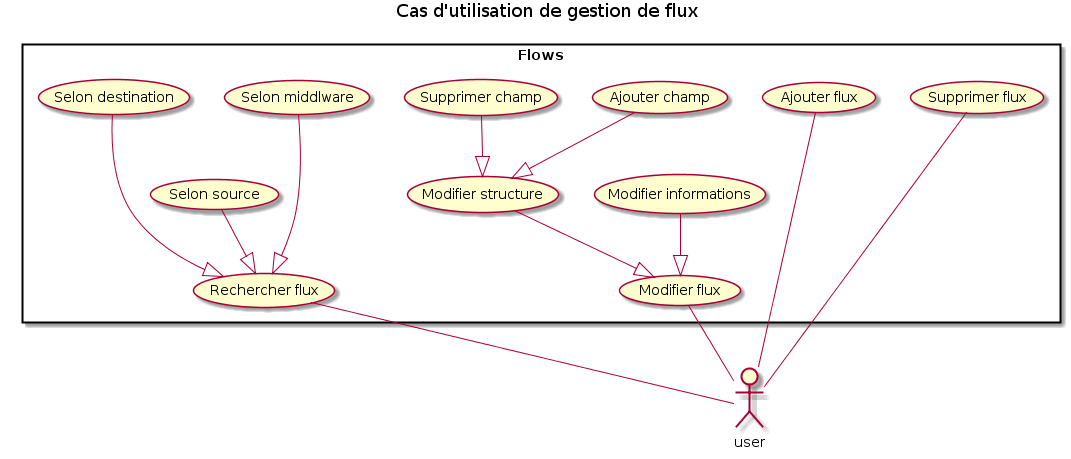 Cas d'utilisation de gestion de flux
Flows
Selon destination
Selon middlware
Supprimer champ
Ajouter champ
Ajouter flux
Supprimer flux
Selon source
Modifier structure
Modifier informations
Rechercher flux
Modifier flux
user